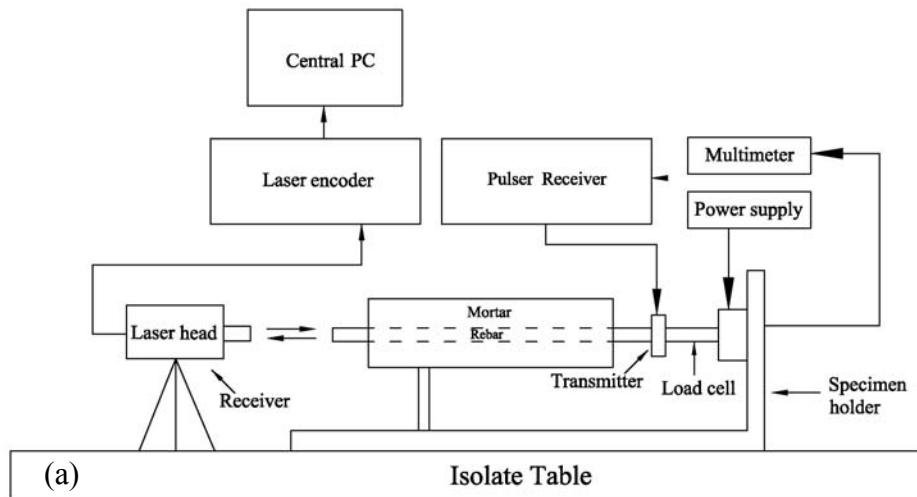 Central PC
Laser encoder
Pulser Receiver
Multimeter
Power supply
Laser head
Mortar
Rebar
Transmitter
Load cell
Receiver
Specimen
holder
(a)
Isolate Table